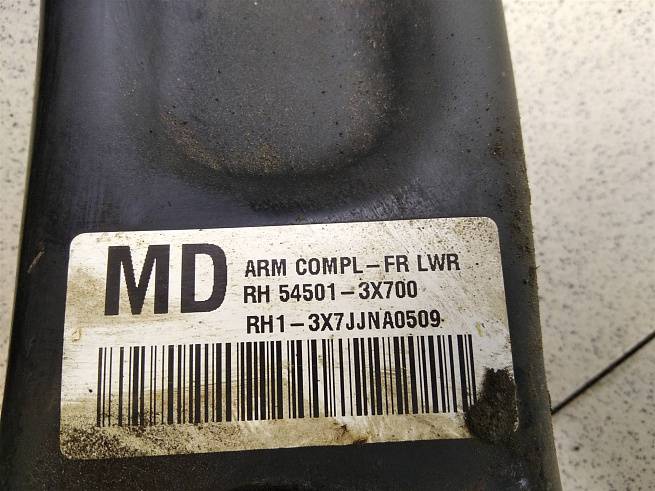 MD
ARM COMPL-FR LWR
RH 54501-3X700
RH1-3X7JJNA0509